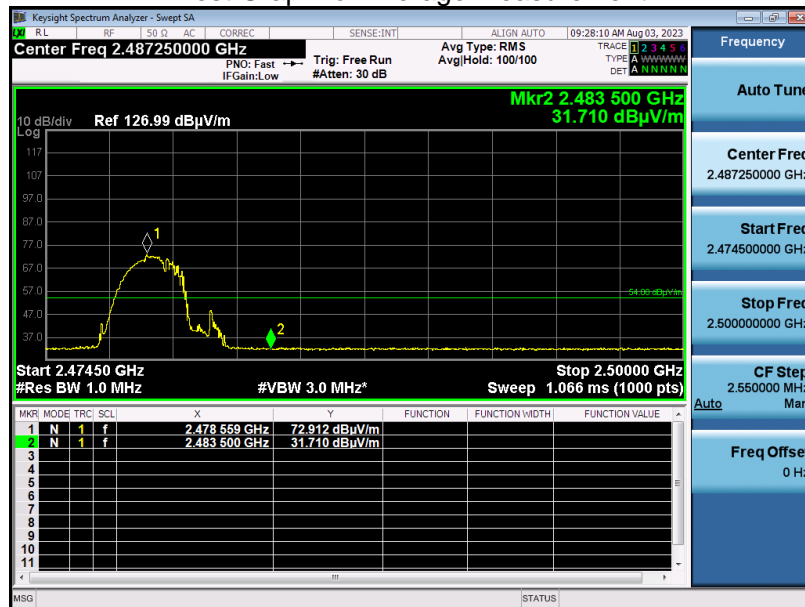 Keysight Spectrum Analyzer - Swept SA
LXI RL RF 50 Ω AC CORREC SENSE:INT ALIGN AUTO 09:28:10 AM Aug 03, 2023
Center Freq 2.487250000 GHz
PNO: Fast
IFGain:Low
Trig: Free Run
#Atten: 30 dB
Avg Type: RMS
Avg|Hold: 100/100
TRACE 1 2 3 4 5 6
TYPE A WWWWW
DET A N N N N N
Mkr2 2.483 500 GHz
31.710 dBµV/m
10 dB/div Ref 126.99 dBµV/m
Log
117
107
97.0
87.0
77.0
67.0
57.0
47.0
37.0
1
2
54.00 dBµV/m
Start 2.47450 GHz Stop 2.50000 GHz
#Res BW 1.0 MHz #VBW 3.0 MHz* Sweep 1.066 ms (1000 pts)
MKR MODE TRC SCL X Y FUNCTION FUNCTION WIDTH FUNCTION VALUE
1 N 1 f 2.478 559 GHz 72.912 dBµV/m
2 N 1 f 2.483 500 GHz 31.710 dBµV/m
3
4
5
6
7
8
9
10
11
MSG STATUS
Frequency
Auto Tune
Center Freq
2.487250000 GHz
Start Freq
2.474500000 GHz
Stop Freq
2.500000000 GHz
CF Step
2.550000 MHz
Auto Man
Freq Offset
0 Hz